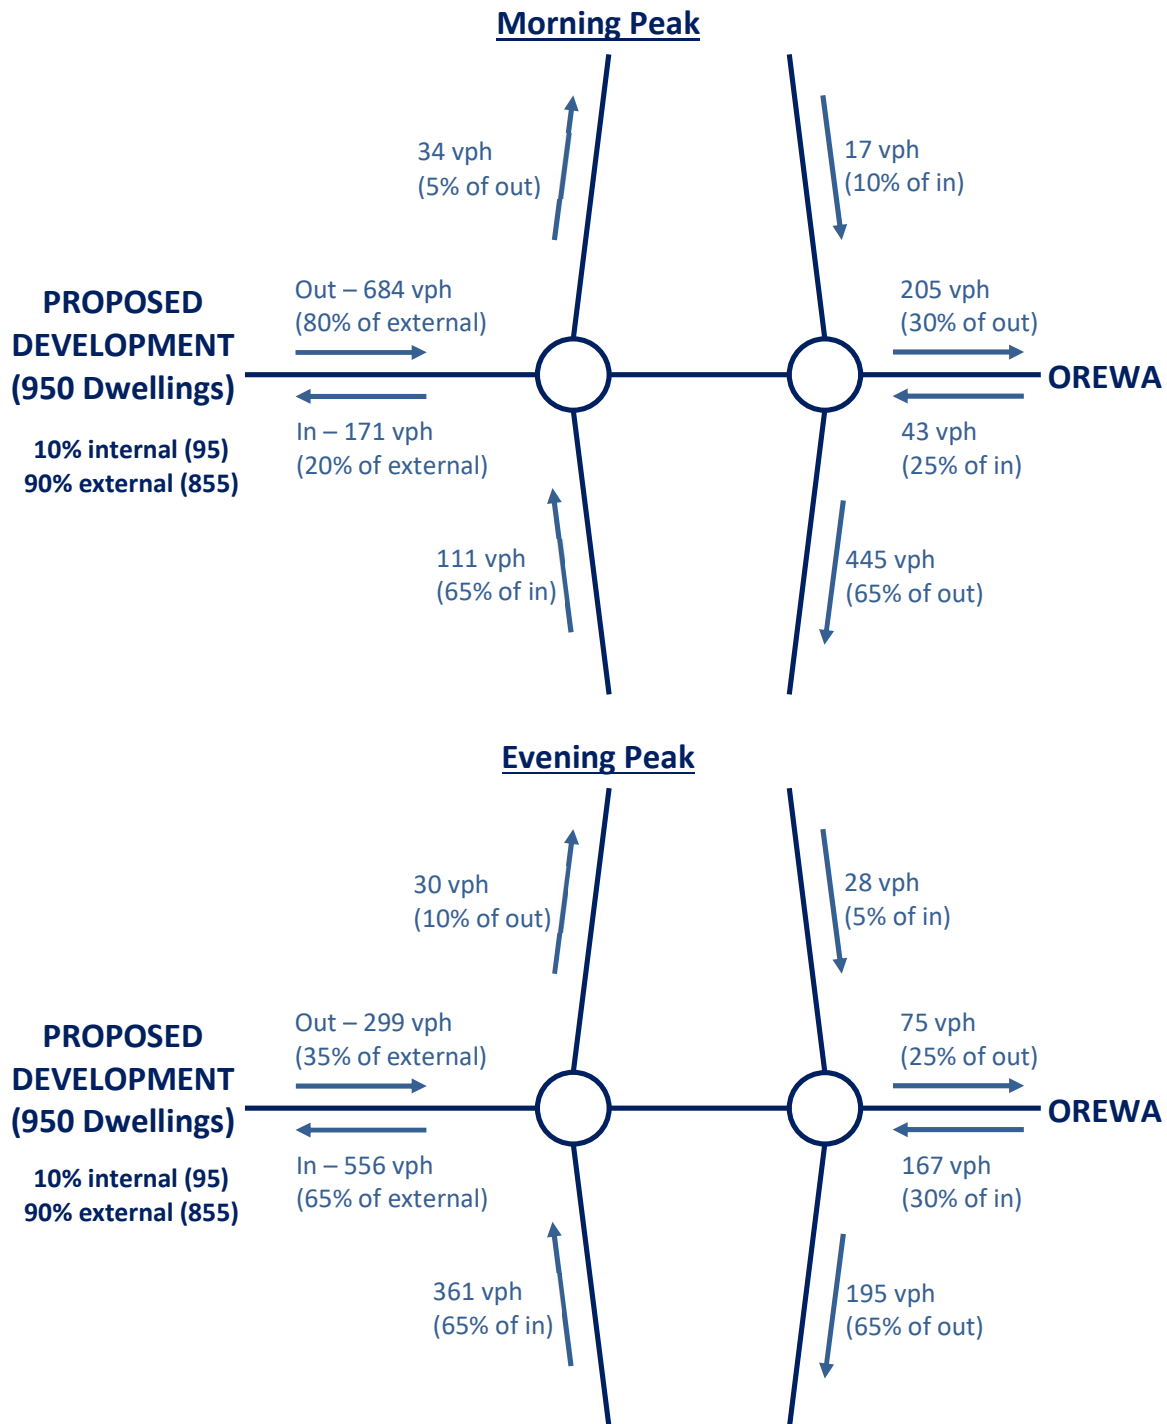 Morning Peak
34 vph
(5% of out)
17 vph
(10% of in)
PROPOSED
DEVELOPMENT
(950 Dwellings)
10% internal (95)
90% external (855)
Out – 684 vph
(80% of external)
In – 171 vph
(20% of external)
205 vph
(30% of out)
OREWA
43 vph
(25% of in)
111 vph
(65% of in)
445 vph
(65% of out)
Evening Peak
30 vph
(10% of out)
28 vph
(5% of in)
PROPOSED
DEVELOPMENT
(950 Dwellings)
10% internal (95)
90% external (855)
Out – 299 vph
(35% of external)
In – 556 vph
(65% of external)
75 vph
(25% of out)
OREWA
167 vph
(30% of in)
361 vph
(65% of in)
195 vph
(65% of out)